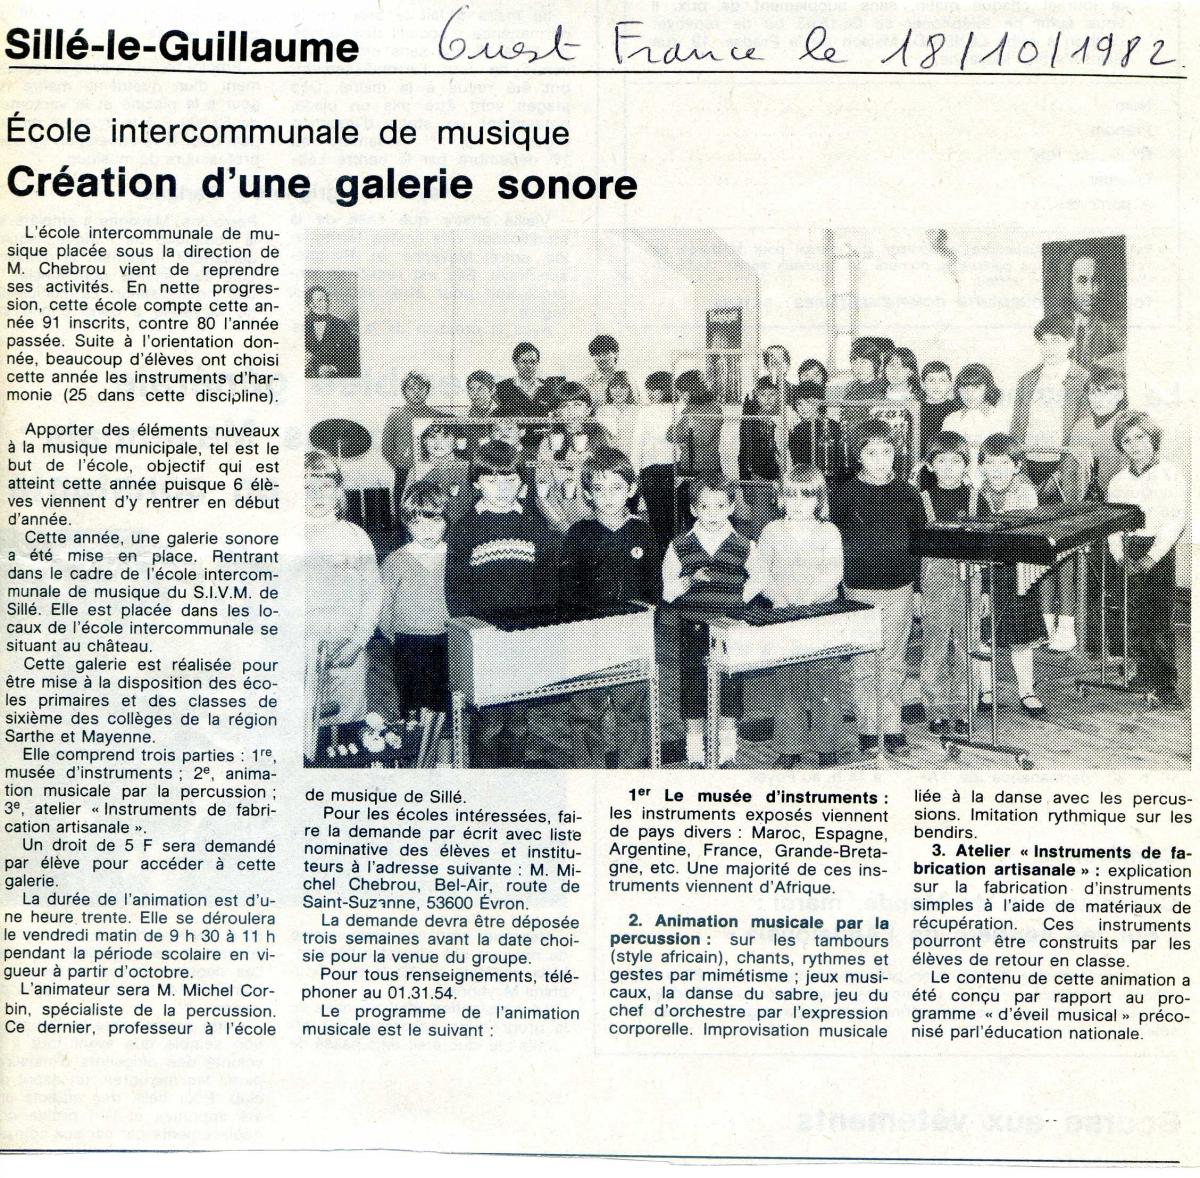 Sillé-le-Guillaume
Ouest France le 18/10/1982.
École intercommunale de musique
Création d'une galerie sonore
L'école intercommunale de mu-
sique placée sous la direction de
M. Chebrou vient de reprendre
ses activités. En nette progres-
sion, cette école compte cette an-
née 91 inscrits, contre 80 l'année
passée. Suite à l'orientation don-
née, beaucoup d'élèves ont choisi
cette année les instruments d'har-
monie (25 dans cette discipline).
Apporter des éléments nuveaux
à la musique municipale, tel est le
but de l'école, objectif qui est
atteint cette année puisque 6 élè-
ves viennent d'y rentrer en début
d'année.
Cette année, une galerie sonore
a été mise en place. Rentrant
dans le cadre de l'école intercom-
munale de musique du S.I.V.M. de
Sillé. Elle est placée dans les lo-
caux de l'école intercommunale se
situant au château.
Cette galerie est réalisée pour
être mise à la disposition des éco-
les primaires et des classes de
sixième des collèges de la région
Sarthe et Mayenne.
Elle comprend trois parties : 1re,
musée d'instruments ; 2e, anima-
tion musicale par la percussion ;
3e, atelier « Instruments de fabri-
cation artisanale ».
Un droit de 5 F sera demandé
par élève pour accéder à cette
galerie.
La durée de l'animation est d'u-
ne heure trente. Elle se déroulera
le vendredi matin de 9 h 30 à 11 h
pendant la période scolaire en vi-
gueur à partir d'octobre.
L'animateur sera M. Michel Cor-
bin, spécialiste de la percussion.
Ce dernier, professeur à l'école
de musique de Sillé.
Pour les écoles intéressées, fai-
re la demande par écrit avec liste
nominative des élèves et institu-
teurs à l'adresse suivante : M. Mi-
chel Chebrou, Bel-Air, route de
Saint-Suzanne, 53600 Évron.
La demande devra être déposée
trois semaines avant la date choi-
sie pour la venue du groupe.
Pour tous renseignements, télé-
phoner au 01.31.54.
Le programme de l'animation
musicale est le suivant :
1er Le musée d'instruments :
les instruments exposés viennent
de pays divers : Maroc, Espagne,
Argentine, France, Grande-Breta-
gne, etc. Une majorité de ces ins-
truments viennent d'Afrique.
2. Animation musicale par la
percussion : sur les tambours
(style africain), chants, rythmes et
gestes par mimétisme ; jeux musi-
caux, la danse du sabre, jeu du
chef d'orchestre par l'expression
corporelle. Improvisation musicale
liée à la danse avec les percus-
sions. Imitation rythmique sur les
bendirs.
3. Atelier « Instruments de fa-
brication artisanale » : explication
sur la fabrication d'instruments
simples à l'aide de matériaux de
récupération. Ces instruments
pourront être construits par les
élèves de retour en classe.
Le contenu de cette animation a
été conçu par rapport au pro-
gramme « d'éveil musical » préco-
nisé parl'éducation nationale.